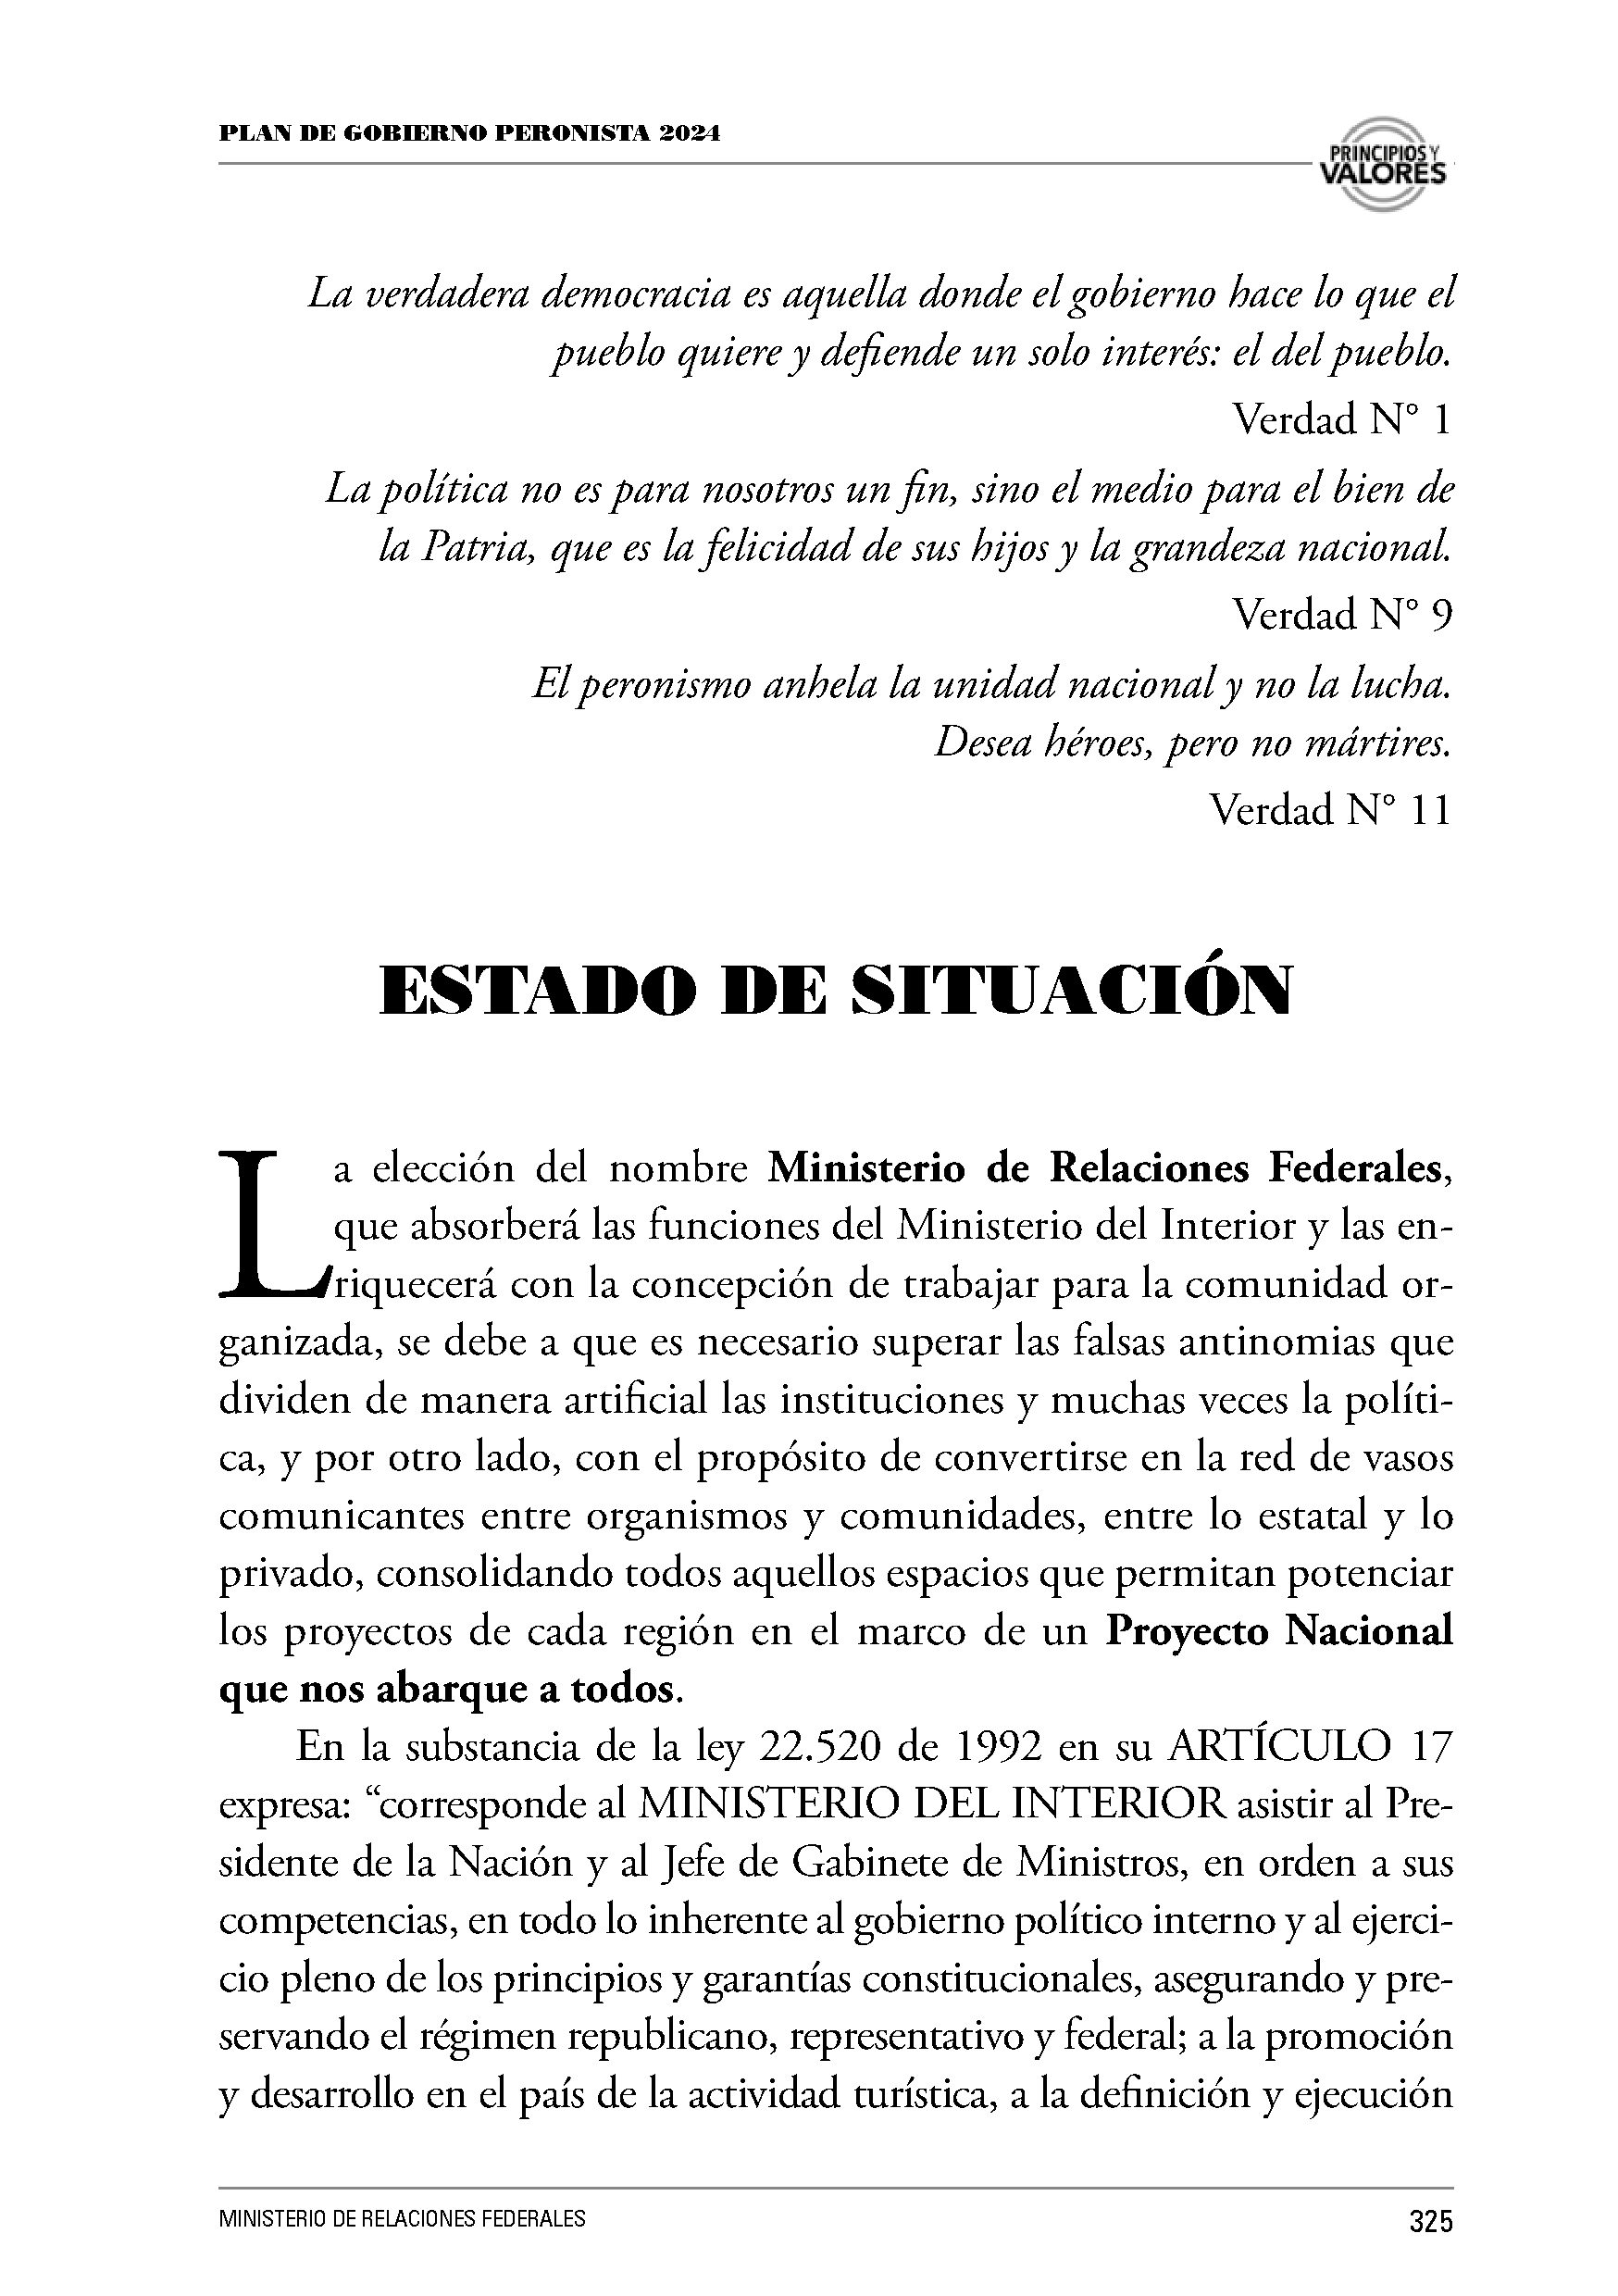 PLAN DE GOBIERNO PERONISTA 2024
PRINCIPIOS Y
VALORES
La verdadera democracia es aquella donde el gobierno hace lo que el
pueblo quiere y defiende un solo interés: el del pueblo.
Verdad N° 1
La política no es para nosotros un fin, sino el medio para el bien de
la Patria, que es la felicidad de sus hijos y la grandeza nacional.
Verdad N° 9
El peronismo anhela la unidad nacional y no la lucha.
Desea héroes, pero no mártires.
Verdad N° 11
ESTADO DE SITUACIÓN
La elección del nombre Ministerio de Relaciones Federales,
que absorberá las funciones del Ministerio del Interior y las en-
riquecerá con la concepción de trabajar para la comunidad or-
ganizada, se debe a que es necesario superar las falsas antinomias que
dividen de manera artificial las instituciones y muchas veces la políti-
ca, y por otro lado, con el propósito de convertirse en la red de vasos
comunicantes entre organismos y comunidades, entre lo estatal y lo
privado, consolidando todos aquellos espacios que permitan potenciar
los proyectos de cada región en el marco de un Proyecto Nacional
que nos abarque a todos.
En la substancia de la ley 22.520 de 1992 en su ARTÍCULO 17
expresa: “corresponde al MINISTERIO DEL INTERIOR asistir al Pre-
sidente de la Nación y al Jefe de Gabinete de Ministros, en orden a sus
competencias, en todo lo inherente al gobierno político interno y al ejerci-
cio pleno de los principios y garantías constitucionales, asegurando y pre-
servando el régimen republicano, representativo y federal; a la promoción
y desarrollo en el país de la actividad turística, a la definición y ejecución
MINISTERIO DE RELACIONES FEDERALES
325